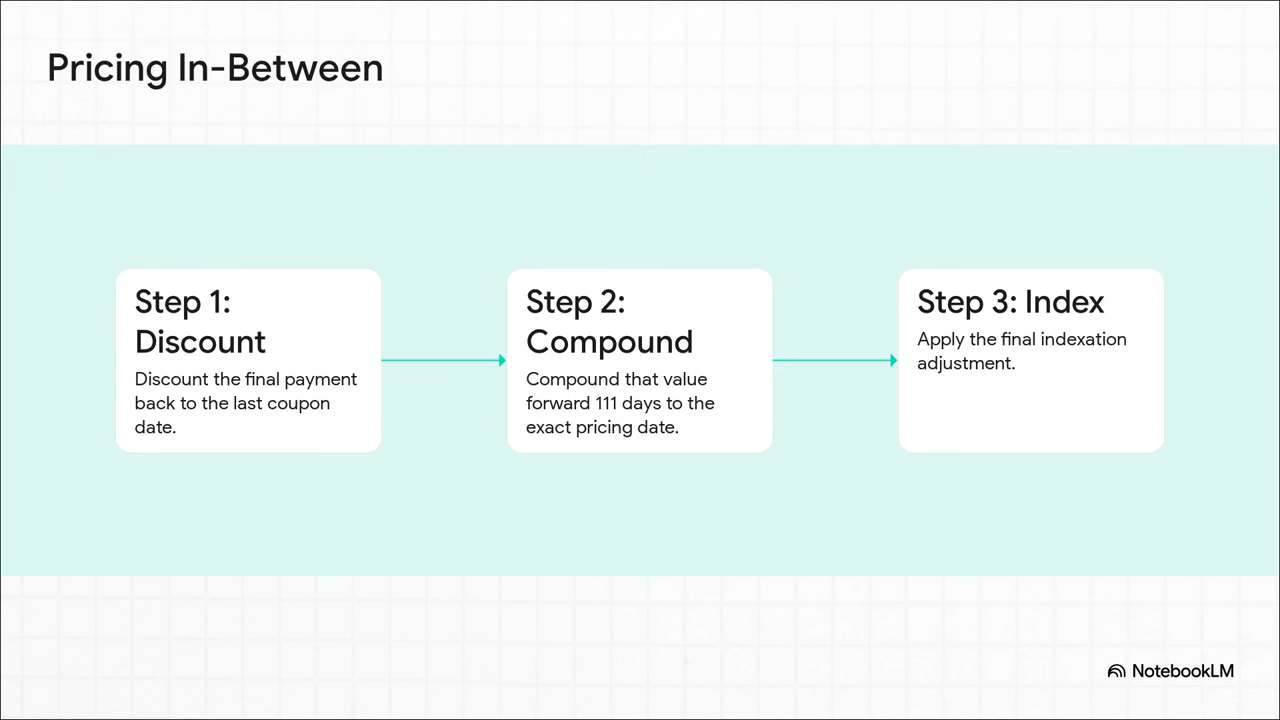 Pricing In-Between
Step 1:
Discount
Discount the final payment
back to the last coupon
date.
Step 2:
Compound
Compound that value
forward 111 days to the
exact pricing date.
Step 3: Index
Apply the final indexation
adjustment.
NotebookLM